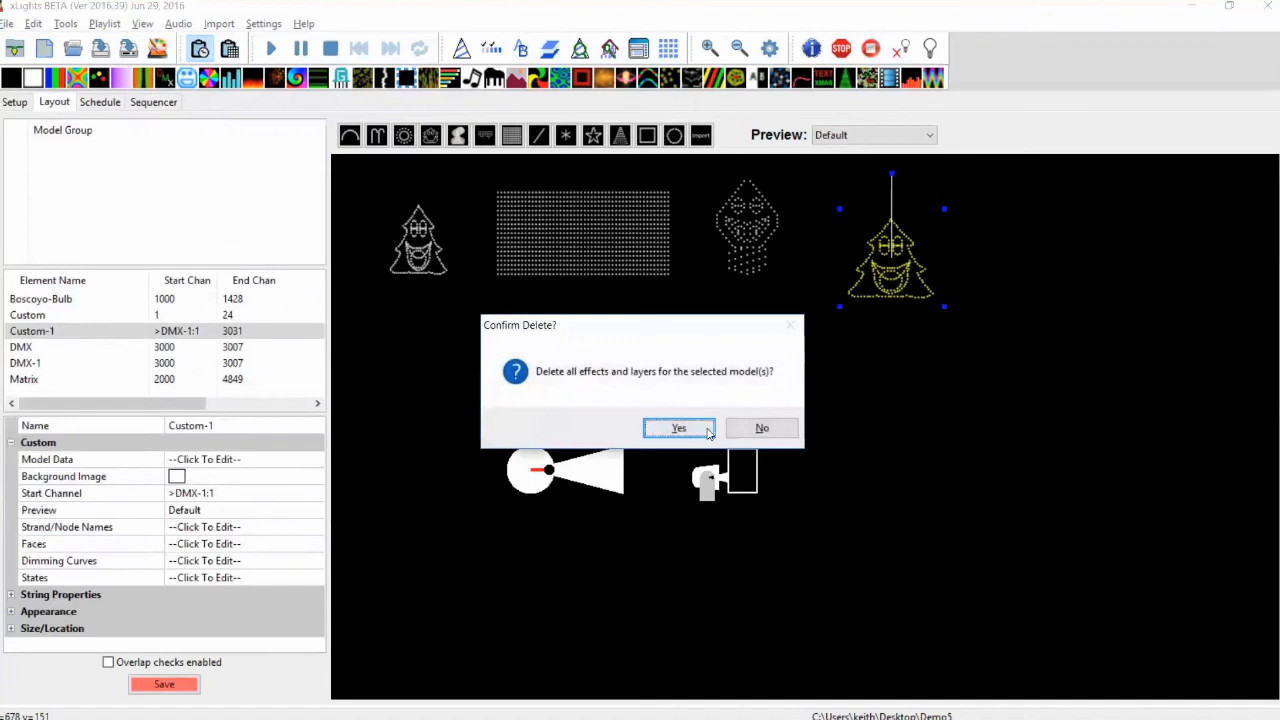 xLights BETA (Ver 2016.39) Jun 29, 2016
File Edit Tools Playlist View Audio Import Settings Help
Setup Layout Schedule Sequencer
Model Group
Preview: Default
Element Name Start Chan End Chan
Boscoyo-Bulb 1000 1428
Custom 1 24
Custom-1 >DMX-1:1 3031
DMX 3000 3007
DMX-1 3000 3007
Matrix 2000 4849
Confirm Delete?
Delete all effects and layers for the selected model(s)?
Yes No
Name Custom-1
Custom
Model Data --Click To Edit--
Background Image
Start Channel >DMX-1:1
Preview Default
Strand/Node Names --Click To Edit--
Faces --Click To Edit--
Dimming Curves --Click To Edit--
States --Click To Edit--
String Properties
Appearance
Size/Location
Overlap checks enabled
Save
=678 y=151 C:\Users\keith\Desktop\Demo5